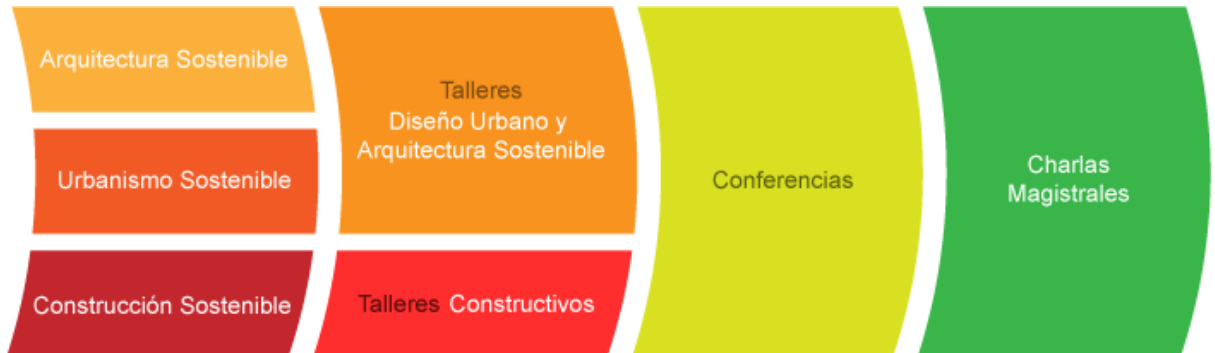 Arquitectura Sostenible
Urbanismo Sostenible
Construcción Sostenible
Talleres
Diseño Urbano y
Arquitectura Sostenible
Talleres Constructivos
Conferencias
Charlas
Magistrales